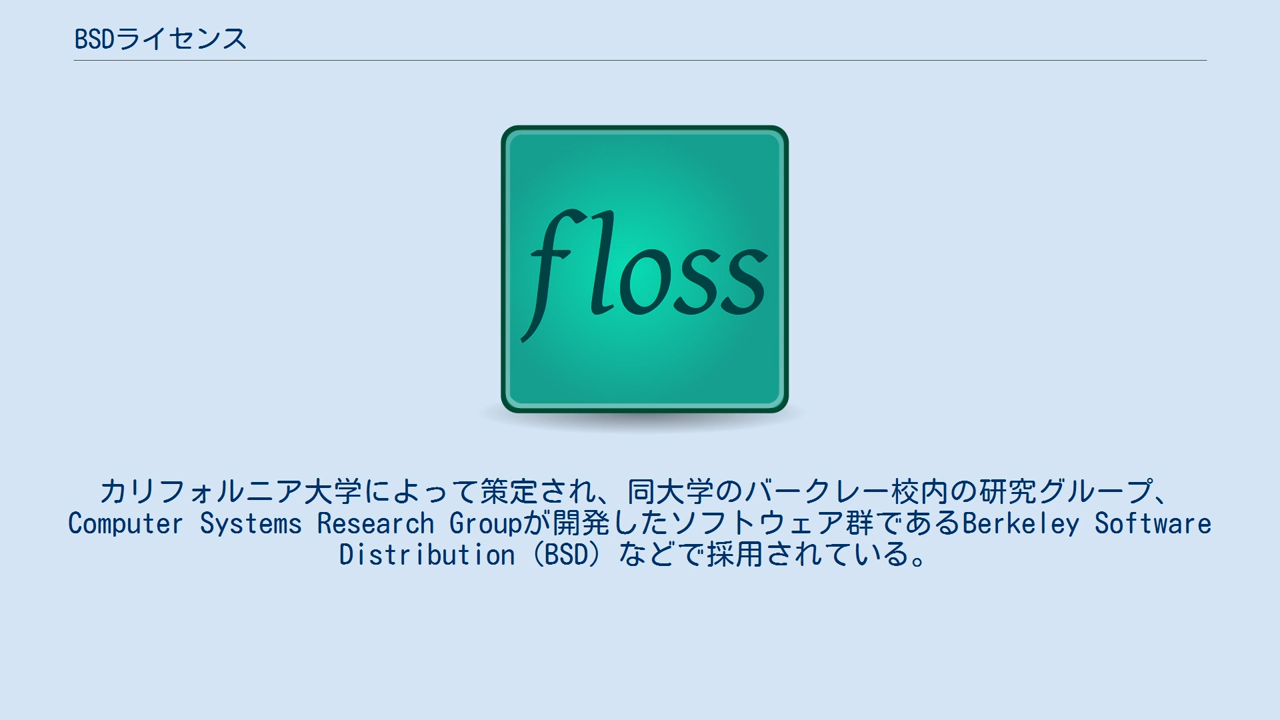 BSDライセンス
floss
カリフォルニア大学によって策定され、同大学のバークレー校内の研究グループ、
Computer Systems Research Groupが開発したソフトウェア群であるBerkeley Software
Distribution（BSD）などで採用されている。